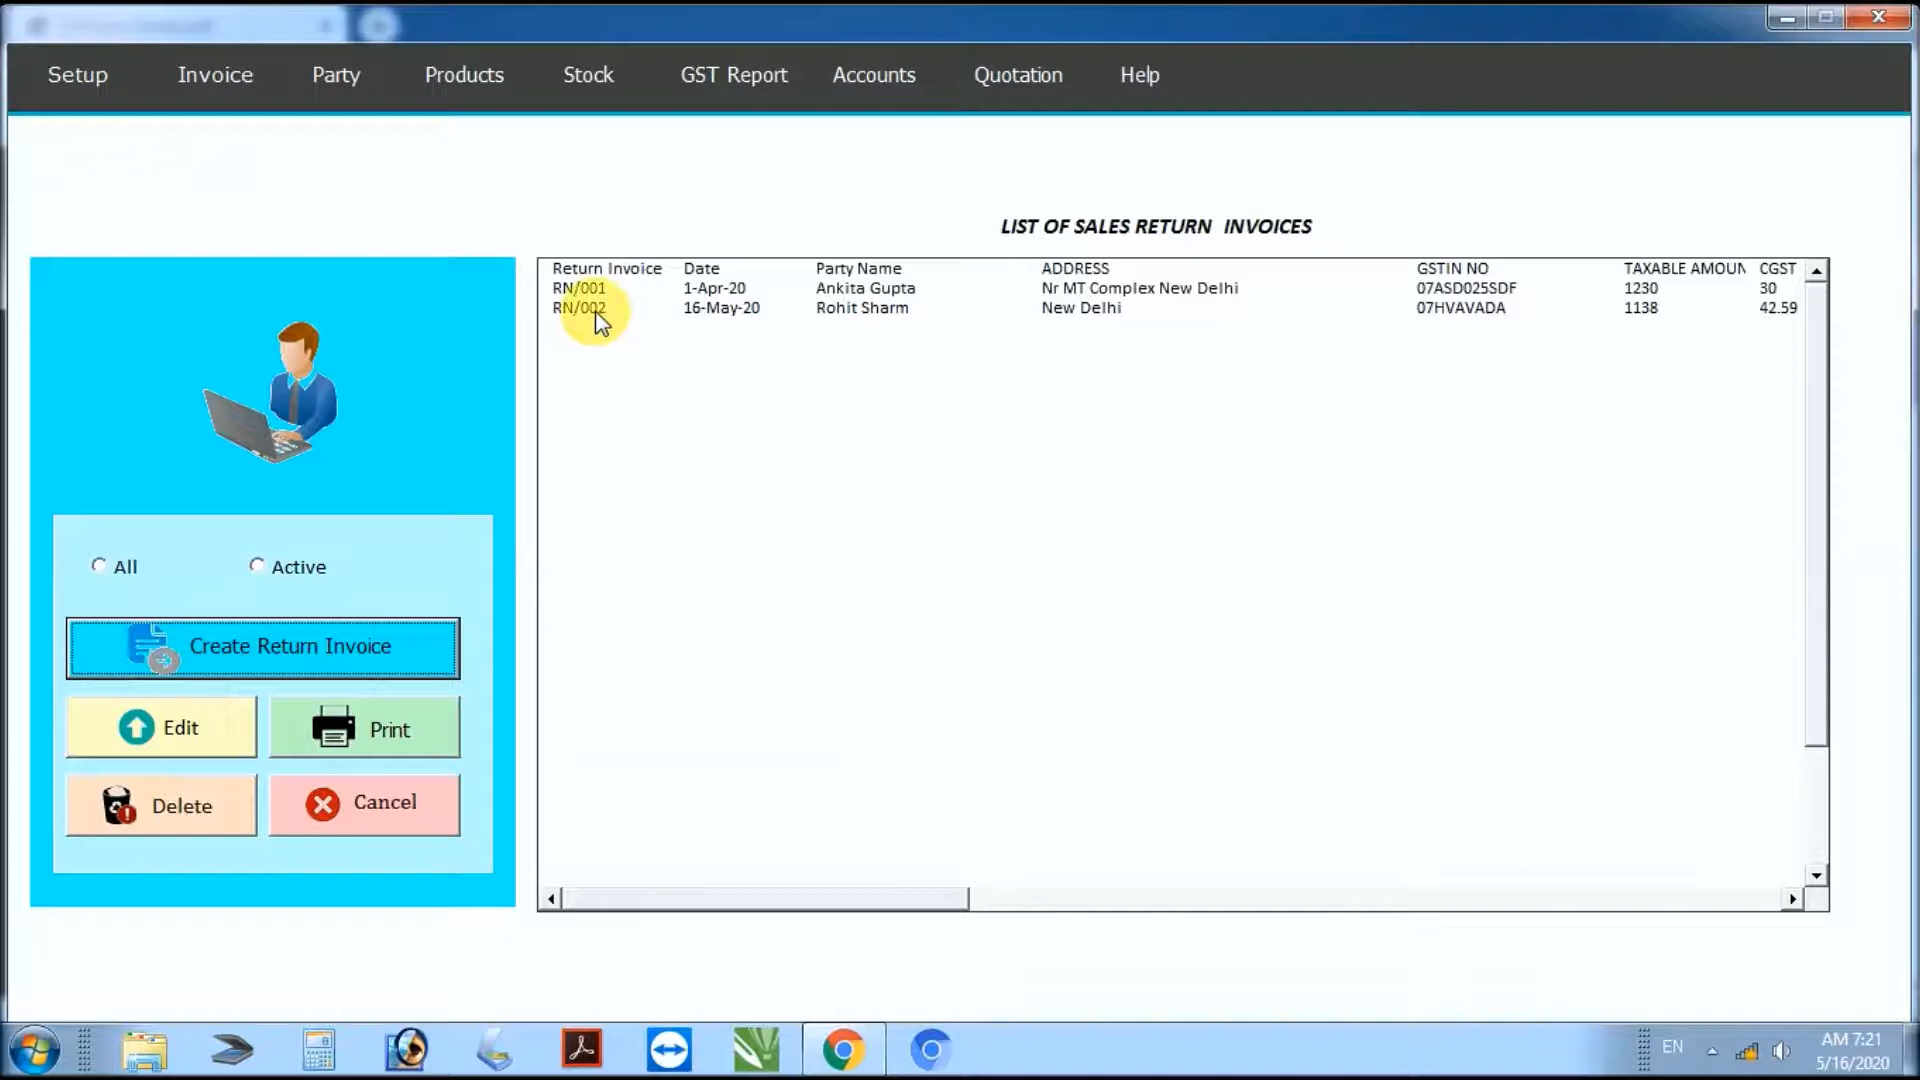 Setup Invoice Party Products Stock GST Report Accounts Quotation Help
LIST OF SALES RETURN INVOICES
Return Invoice Date Party Name ADDRESS GSTIN NO TAXABLE AMOUN CGST
RN/001 1-Apr-20 Ankita Gupta Nr MT Complex New Delhi 07ASD025SDF 1230 30
RN/002 16-May-20 Rohit Sharm New Delhi 07HVAVADA 1138 42.59
All Active
Create Return Invoice
Edit Print
Delete Cancel
EN AM 7:21
5/16/2020